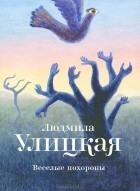 Людмила
УЛИЦКАЯ
Веселые похороны